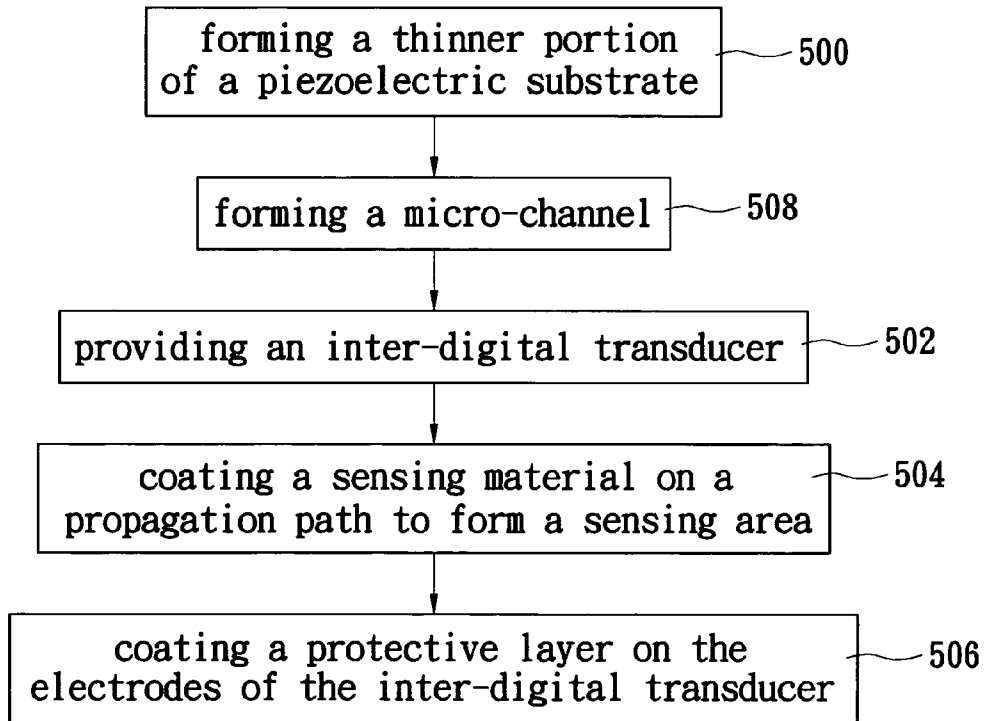 forming a thinner portion
of a piezoelectric substrate
500
forming a micro-channel
508
providing an inter-digital transducer
502
coating a sensing material on a
propagation path to form a sensing area
504
coating a protective layer on the
electrodes of the inter-digital transducer
506